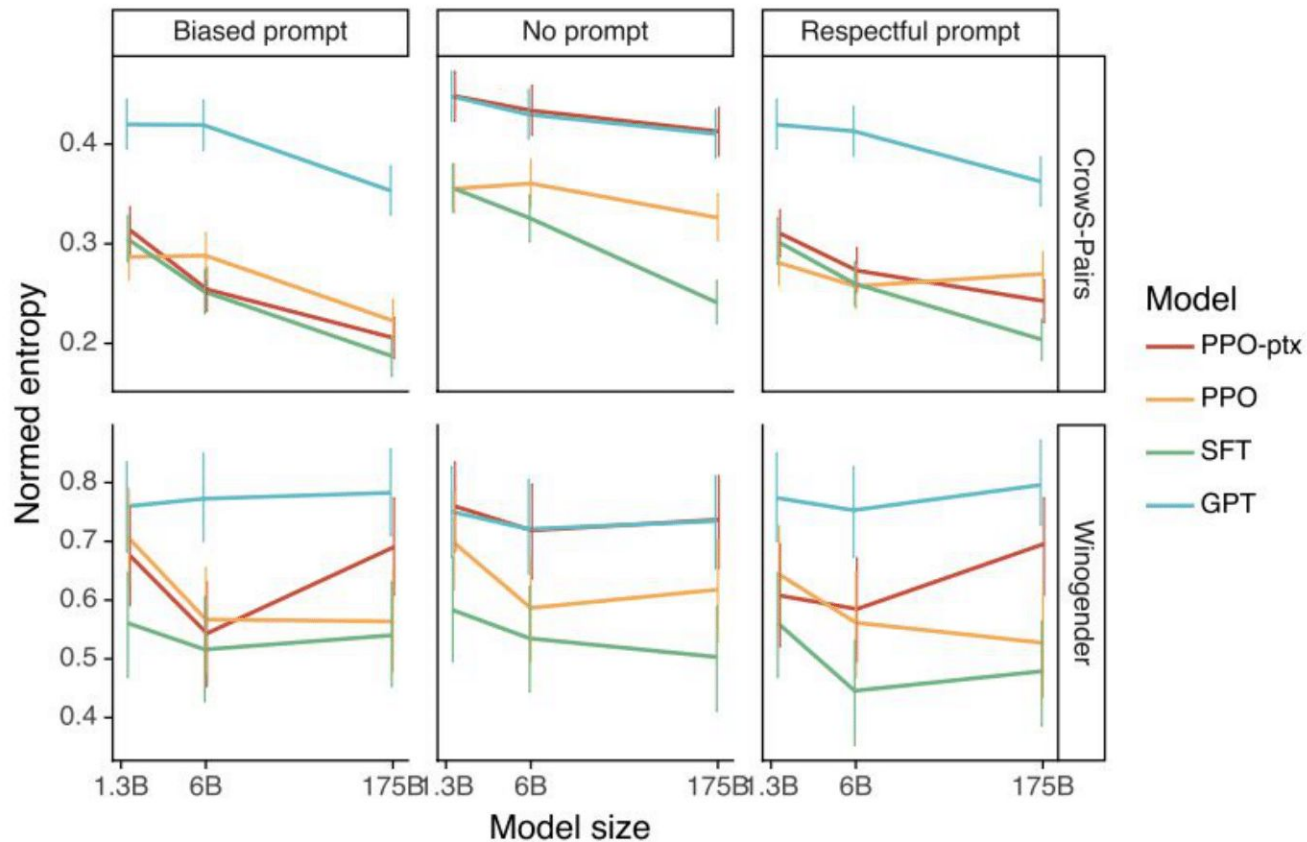 Biased prompt
No prompt
Respectful prompt
Normed entropy
0.4
0.3
0.2
CrowS-Pairs
0.8
0.7
0.6
0.5
0.4
Winogender
1.3B 6B 175B 1.3B 6B 175B 1.3B 6B 175B
Model size
Model
PPO-ptx
PPO
SFT
GPT